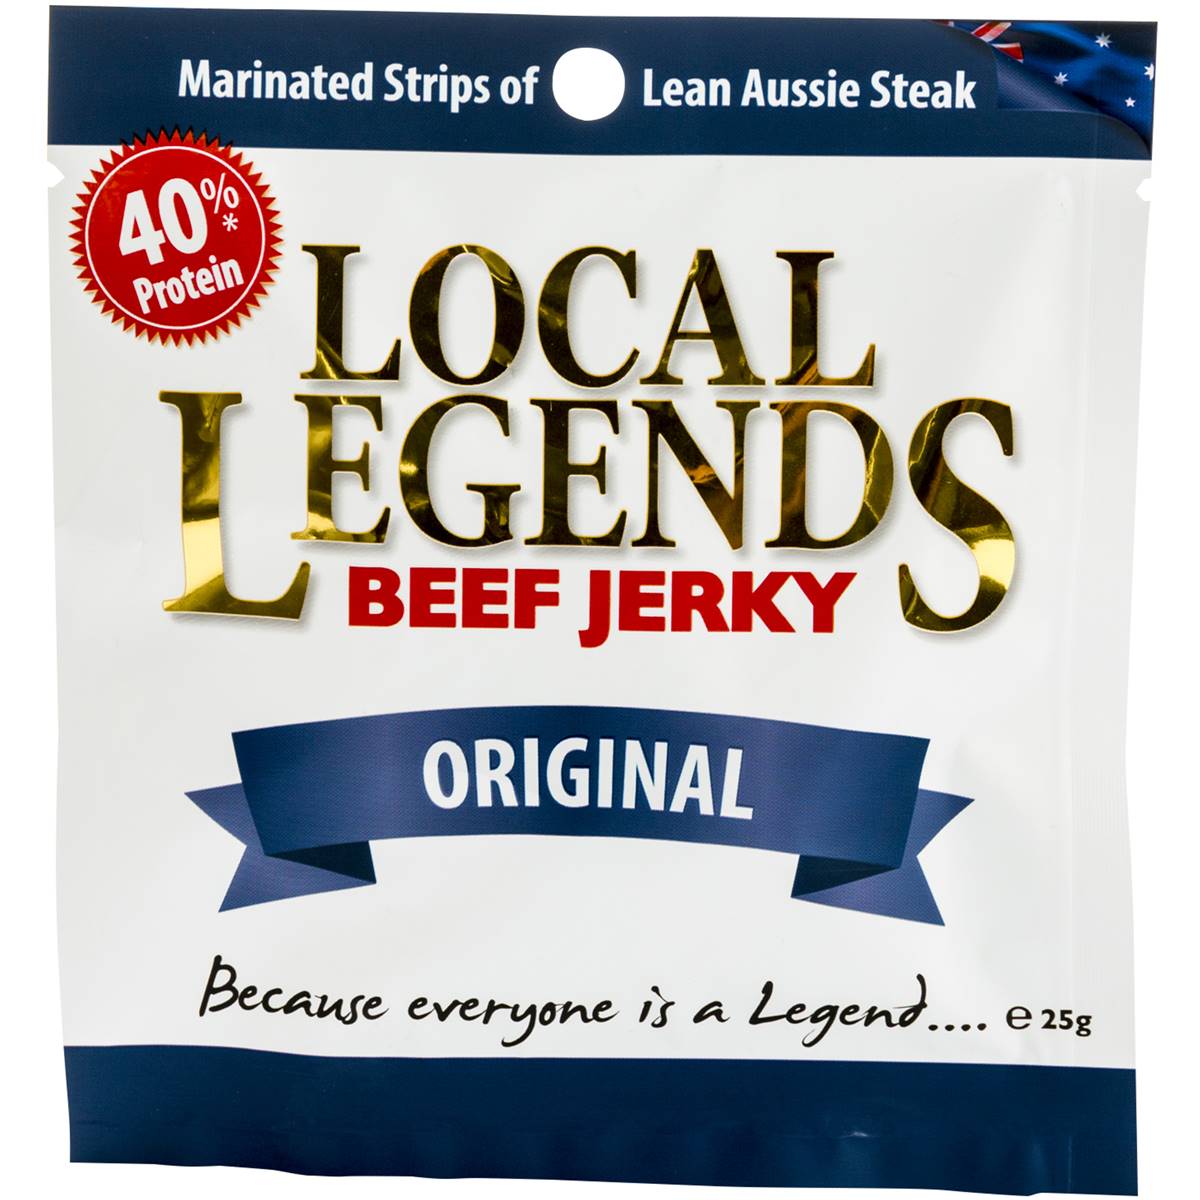 Marinated Strips of Lean Aussie Steak
40%*
Protein
LOCAL
LEGENDS
BEEF JERKY
ORIGINAL
Because everyone is a Legend.... ℮ 25g